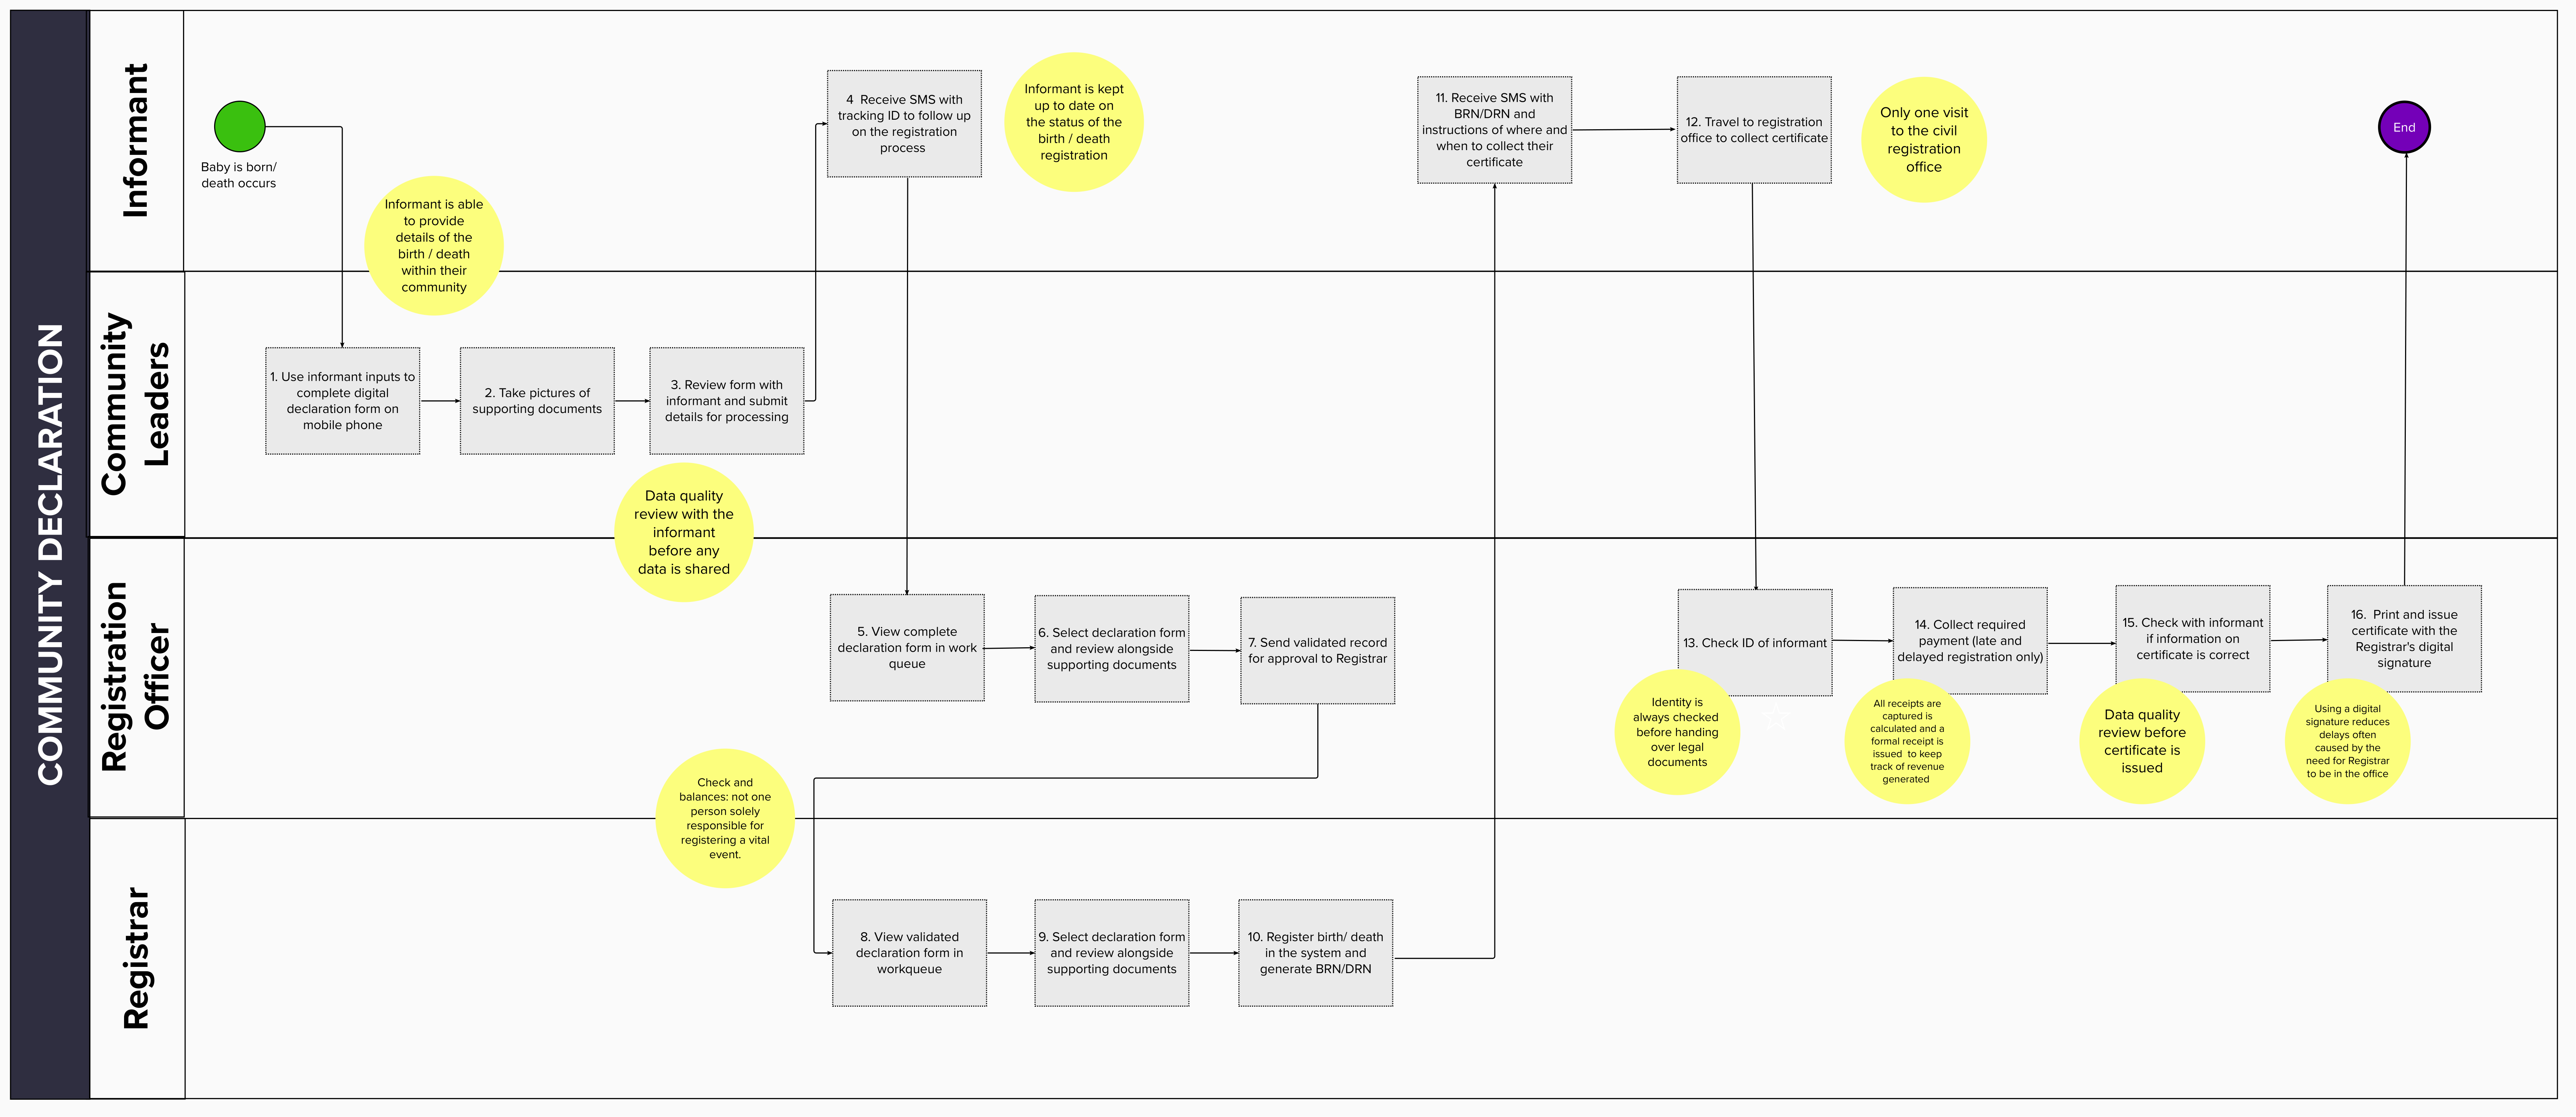 COMMUNITY DECLARATION
Informant
Baby is born/
death occurs
Informant is able
to provide
details of the
birth / death
within their
community
4  Receive SMS with
tracking ID to follow up
on the registration
process
Informant is kept
up to date on
the status of the
birth / death
registration
11. Receive SMS with
BRN/DRN and
instructions of where and
when to collect their
certificate
12. Travel to registration
office to collect certificate
Only one visit
to the civil
registration
office
End
Community
Leaders
1. Use informant inputs to
complete digital
declaration form on
mobile phone
2. Take pictures of
supporting documents
3. Review form with
informant and submit
details for processing
Data quality
review with the
informant
before any
data is shared
Registration
Officer
5. View complete
declaration form in work
queue
6. Select declaration form
and review alongside
supporting documents
7. Send validated record
for approval to Registrar
13. Check ID of informant
Identity is
always checked
before handing
over legal
documents
14. Collect required
payment (late and
delayed registration only)
All receipts are
captured is
calculated and a
formal receipt is
issued  to keep
track of revenue
generated
15. Check with informant
if information on
certificate is correct
Data quality
review before
certificate is
issued
16.  Print and issue
certificate with the
Registrar's digital
signature
Using a digital
signature reduces
delays often
caused by the
need for Registrar
to be in the office
Check and
balances: not one
person solely
responsible for
registering a vital
event.
Registrar
8. View validated
declaration form in
workqueue
9. Select declaration form
and review alongside
supporting documents
10. Register birth/ death
in the system and
generate BRN/DRN